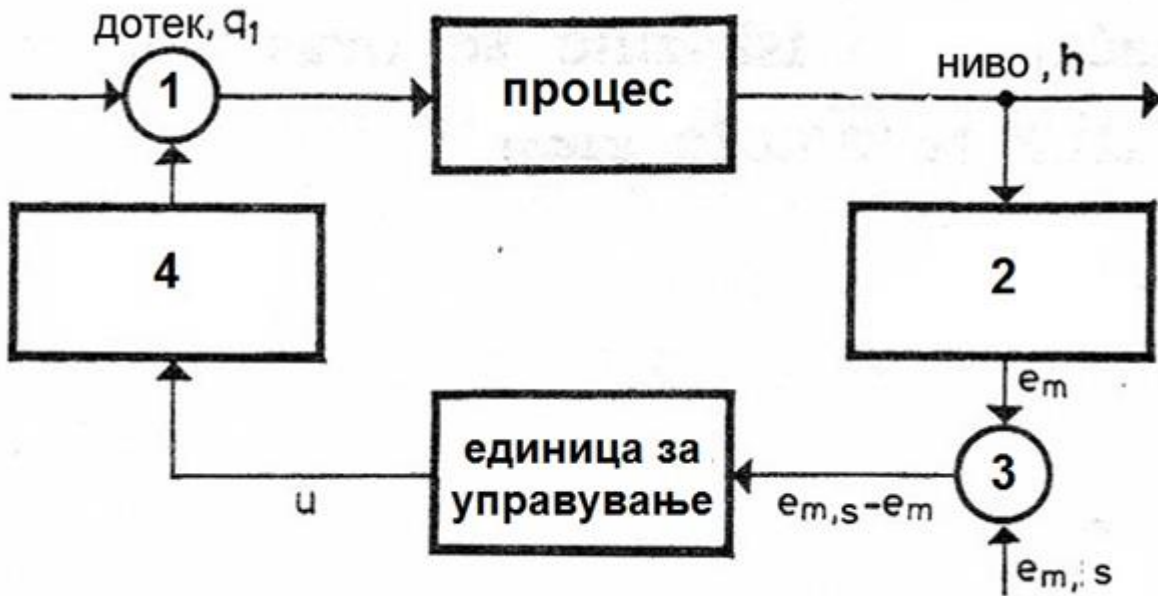 дотек, q₁
1
процес
ниво , h
4
2
eₘ
единица за
управување
3
u
eₘ,ₛ-eₘ
eₘ, s